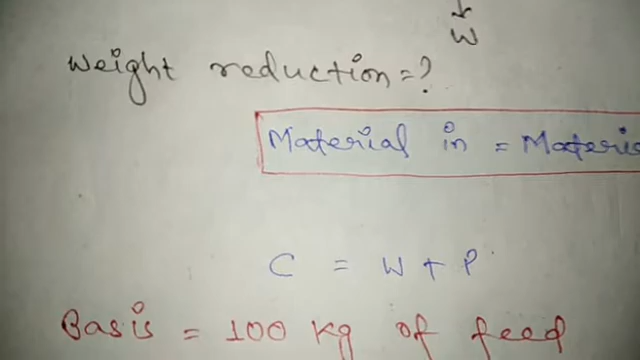 W
Weight reduction = ?
Material in = Materia
C = W + P
Basis = 100 kg of feed